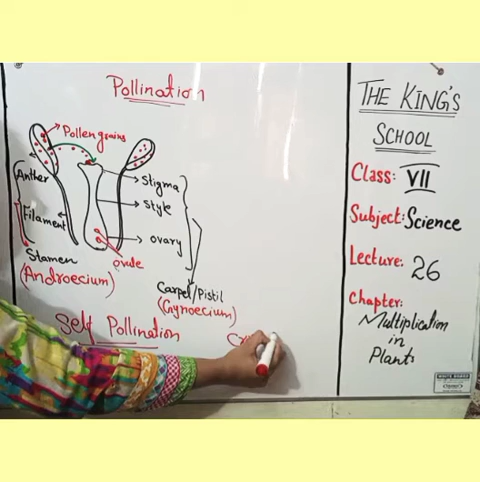 Pollination
Pollen grains
Anther
Filament
Stamen
(Androecium)
Stigma
Style
ovary
ovule
Carpel/Pistil
(Gynoecium)
Self Pollination
THE KING'S
SCHOOL
Class: VII
Subject: Science
Lecture: 26
Chapter:
Multiplication
in
Plants